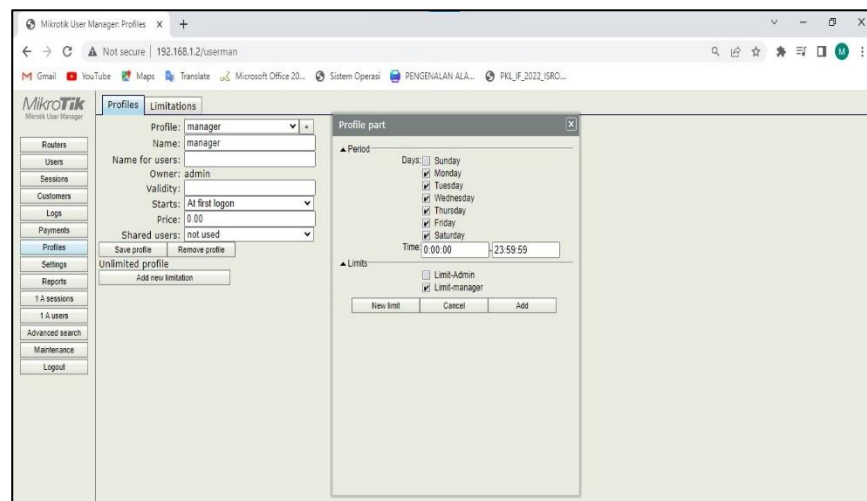 Mikrotik User Manager: Profiles
Not secure | 192.168.1.2/userman
M
Gmail YouTube Maps Translate Microsoft Office 20... Sistem Operasi PENGENALAN ALA... PKL_IF_2022_ISRO...
MikroTik
Mikrotik User Manager
Routers
Users
Sessions
Customers
Logs
Payments
Profiles
Settings
Reports
1 A sessions
1 A users
Advanced search
Maintenance
Logout
Profiles Limitations
Profile: manager +
Name: manager
Name for users:
Owner: admin
Validity:
Starts: At first logon
Price: 0.00
Shared users: not used
Save profile Remove profile
Unlimited profile
Add new limitation
Profile part
Period
Days: Sunday
Monday
Tuesday
Wednesday
Thursday
Friday
Saturday
Time: 0:00:00 - 23:59:59
Limits
Limit-Admin
Limit-manager
New limit Cancel Add